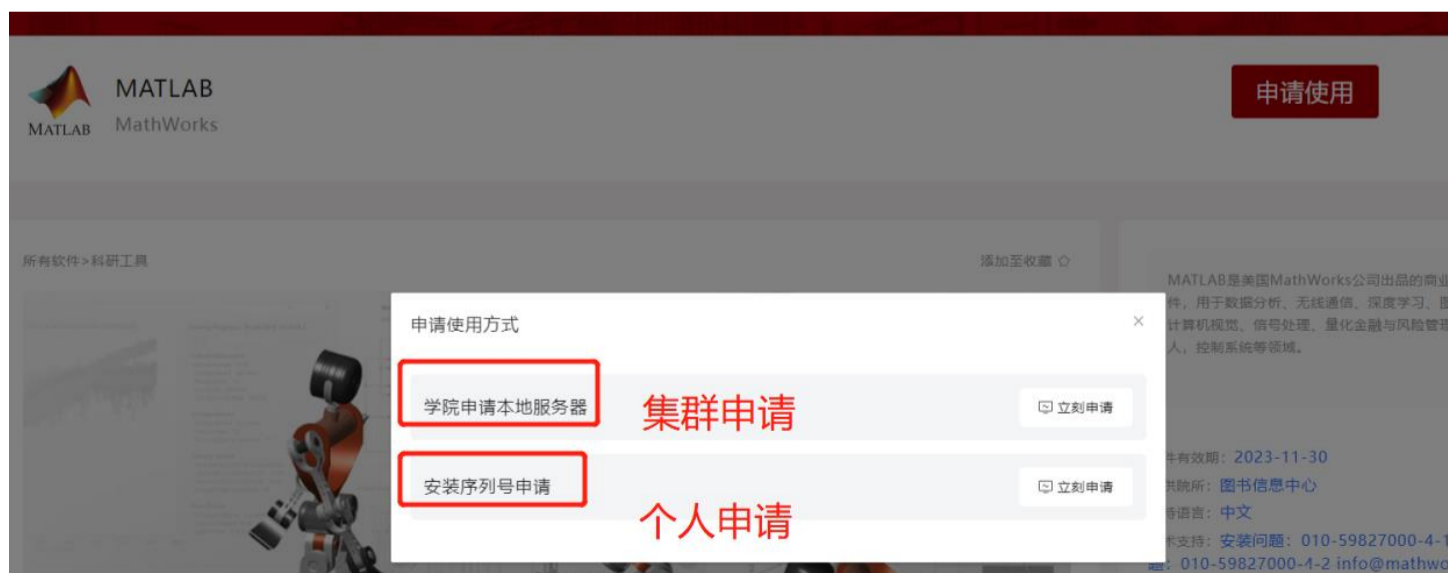 MATLAB
申请使用
MATLAB
MathWorks
所有软件>科研工具
添加至收藏
MATLAB是美国MathWorks公司出品的商业
件，用于数据分析、无线通信、深度学习、图
计算机视觉、信号处理、量化金融与风险管理
人，控制系统等领域。
申请使用方式
×
学院申请本地服务器
集群申请
立刻申请
安装序列号申请
个人申请
立刻申请
件有效期：2023-11-30
供院所：图书信息中心
持语言：中文
术支持：安装问题：010-59827000-4-1
题：010-59827000-4-2 info@mathwo